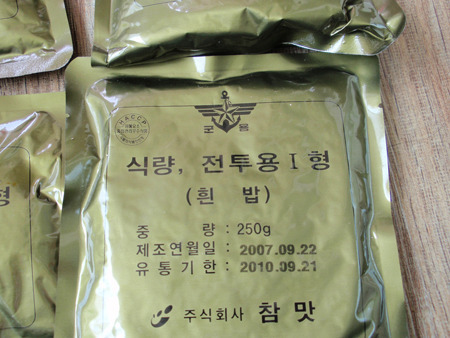 HACCP
군 용
식량, 전투용 I 형
(흰 밥)
중 량 : 250g
제조연월일 : 2007.09.22
유통기한 : 2010.09.21
주식회사 참맛